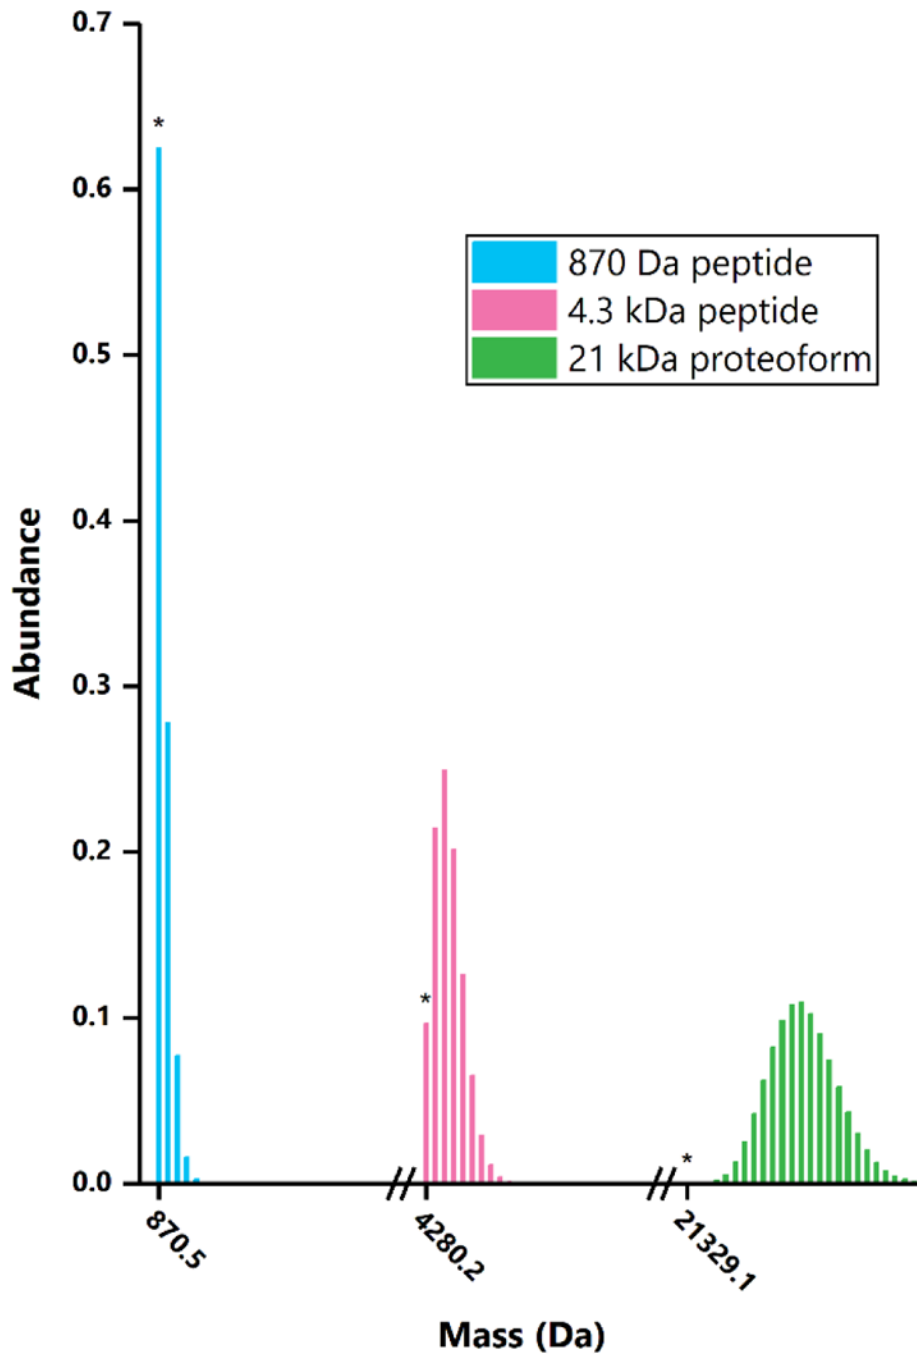 0.7
*
0.6
870 Da peptide
4.3 kDa peptide
21 kDa proteoform
0.5
0.4
Abundance
0.3
0.2
*
0.1
*
0.0
870.5
4280.2
21329.1
Mass (Da)